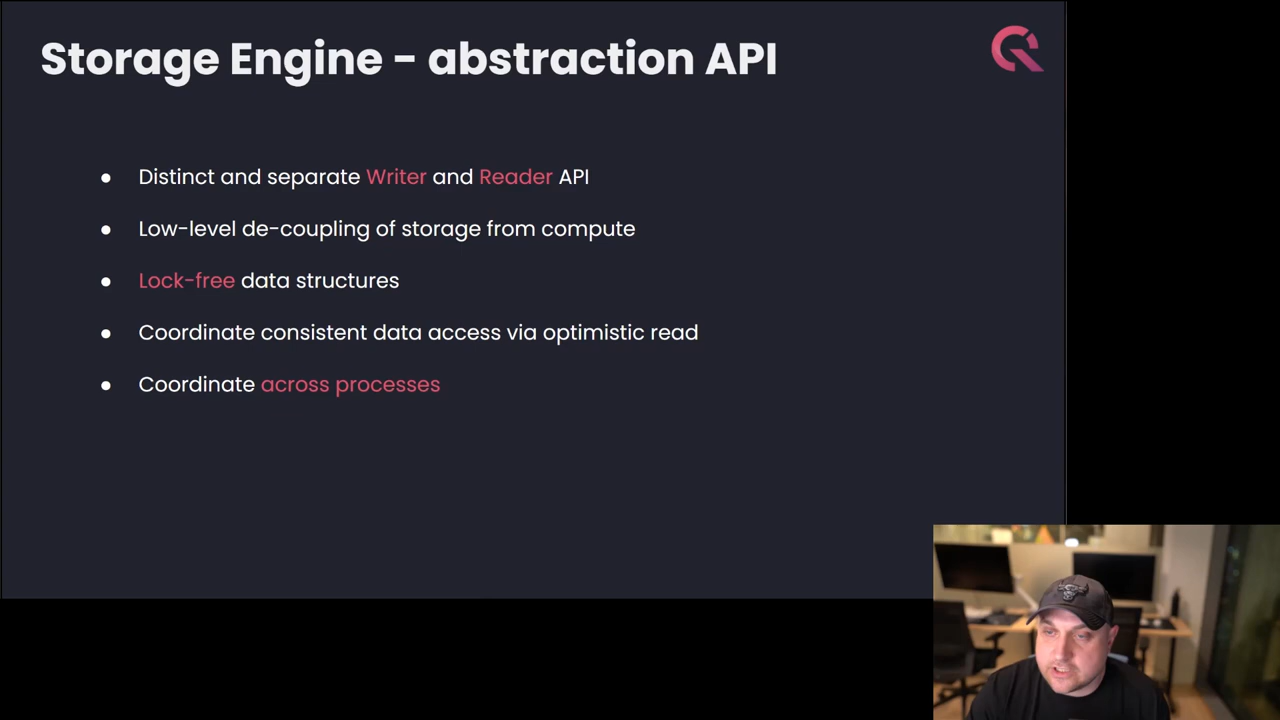 Storage Engine - abstraction API
● Distinct and separate Writer and Reader API
● Low-level de-coupling of storage from compute
● Lock-free data structures
● Coordinate consistent data access via optimistic read
● Coordinate across processes